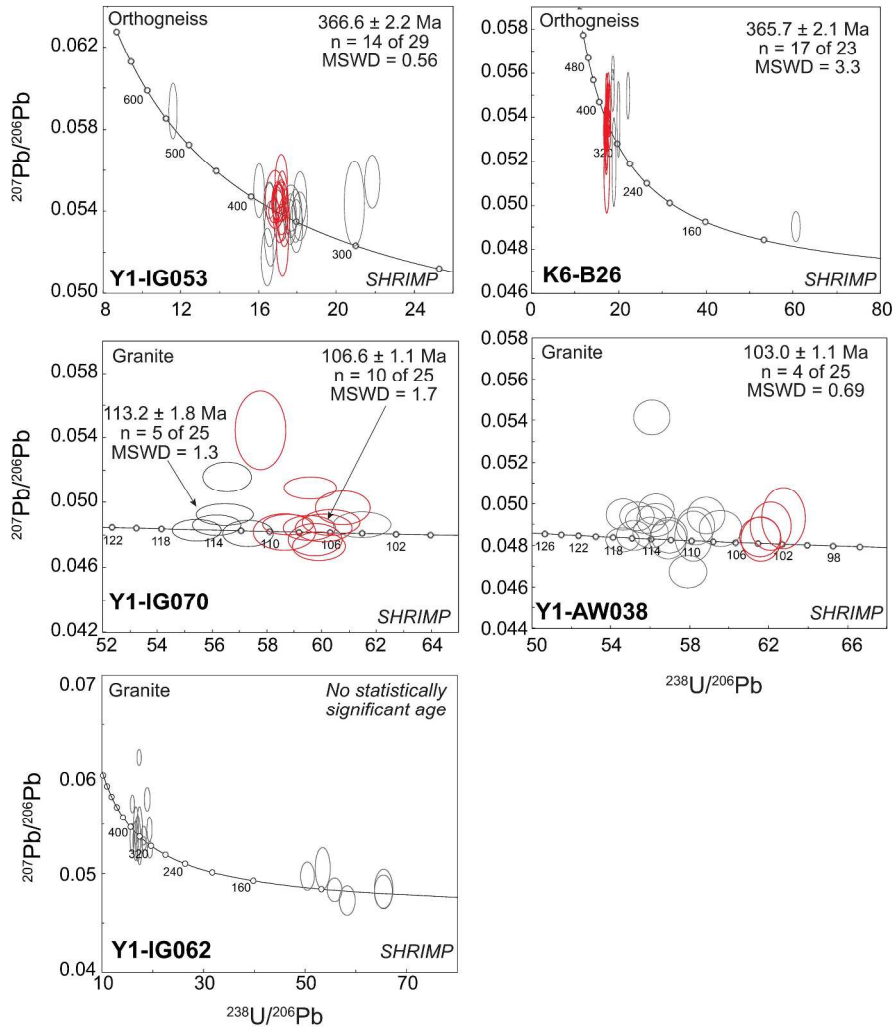 Orthogneiss
366.6 ± 2.2 Ma
n = 14 of 29
MSWD = 0.56
0.062
0.058
0.054
0.050
600
500
400
300
207Pb/206Pb
Y1-IG053
SHRIMP
8 12 16 20 24
Orthogneiss
365.7 ± 2.1 Ma
n = 17 of 23
MSWD = 3.3
0.058
0.056
0.054
0.052
0.050
0.048
0.046
480
400
320
240
160
K6-B26
SHRIMP
0 20 40 60 80
Granite
106.6 ± 1.1 Ma
n = 10 of 25
MSWD = 1.7
113.2 ± 1.8 Ma
n = 5 of 25
MSWD = 1.3
0.058
0.054
0.050
0.046
0.042
122 118 114 110 106 102
207Pb/206Pb
Y1-IG070
SHRIMP
52 54 56 58 60 62 64
Granite
103.0 ± 1.1 Ma
n = 4 of 25
MSWD = 0.69
0.058
0.056
0.054
0.052
0.050
0.048
0.046
0.044
126 122 118 114 110 106 102 98
Y1-AW038
SHRIMP
50 54 58 62 66
238U/206Pb
Granite
No statistically
significant age
0.07
0.06
0.05
0.04
400
320
240
160
207Pb/206Pb
Y1-IG062
SHRIMP
10 30 50 70
238U/206Pb